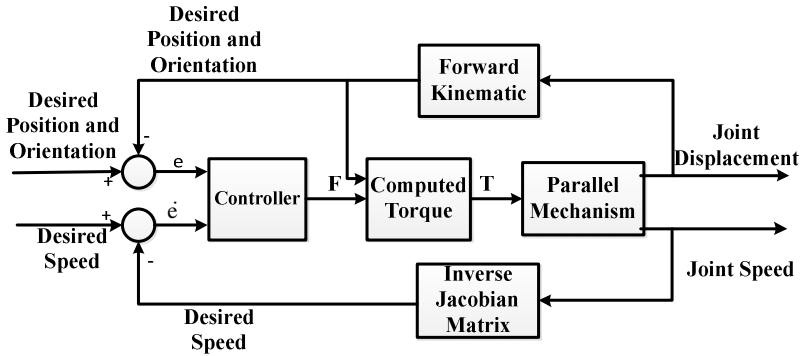 Desired
Position and
Orientation
Forward
Kinematic
Desired
Position and
Orientation
Joint
Displacement
-
+
e
Controller
F
Computed
Torque
T
Parallel
Mechanism
+
ė
-
Desired
Speed
Joint Speed
Inverse
Jacobian
Matrix
Desired
Speed